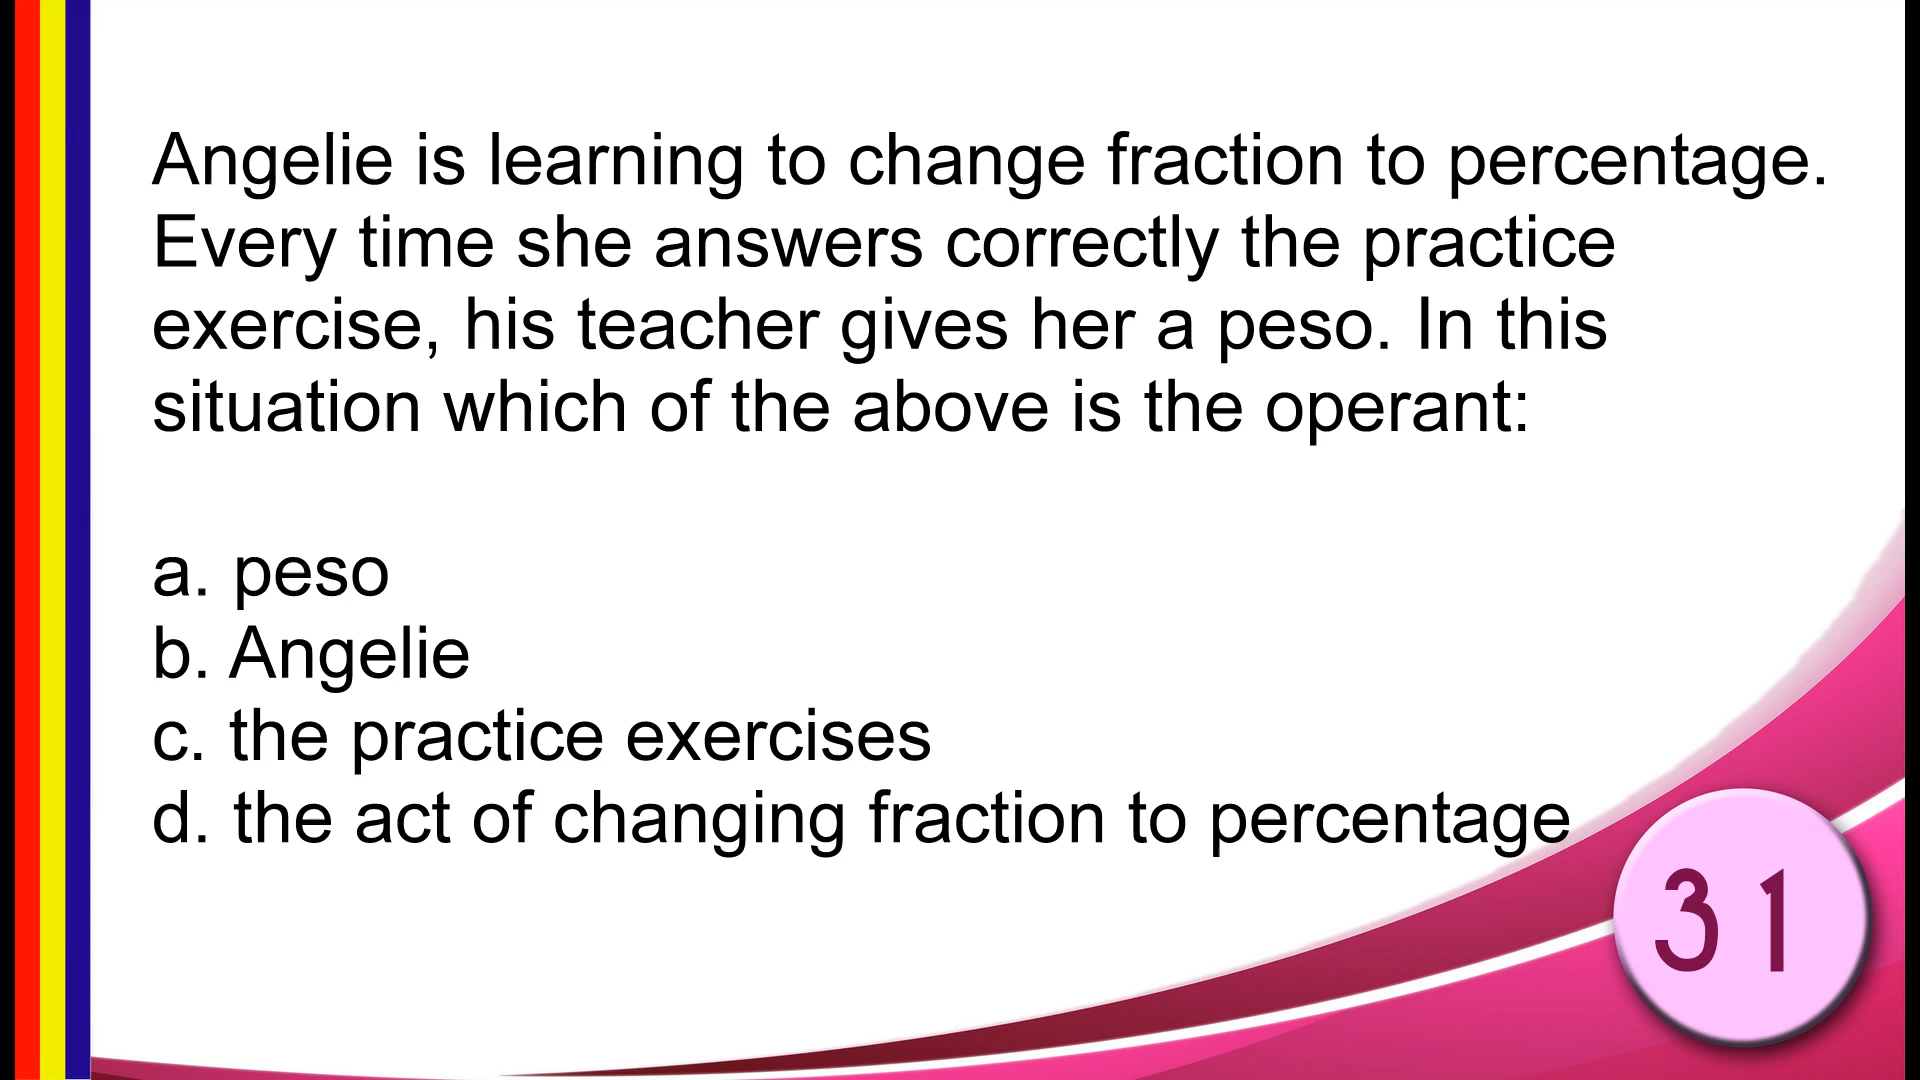 Angelie is learning to change fraction to percentage.
Every time she answers correctly the practice
exercise, his teacher gives her a peso. In this
situation which of the above is the operant:
a. peso
b. Angelie
c. the practice exercises
d. the act of changing fraction to percentage
31